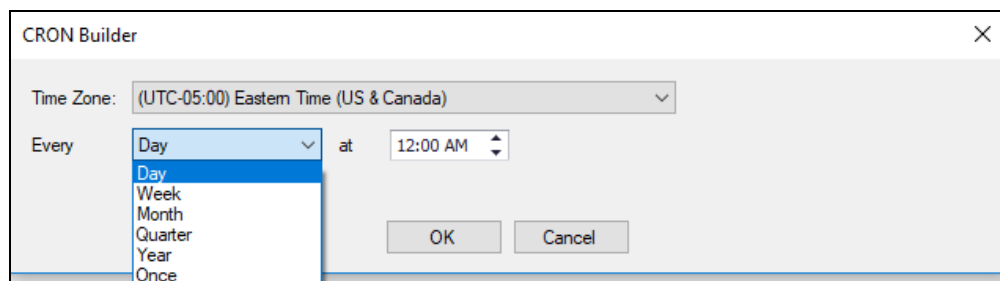 CRON Builder
Time Zone: (UTC-05:00) Eastern Time (US & Canada)
Every Day at 12:00 AM
Day
Week
Month
Quarter
Year
Once
OK Cancel